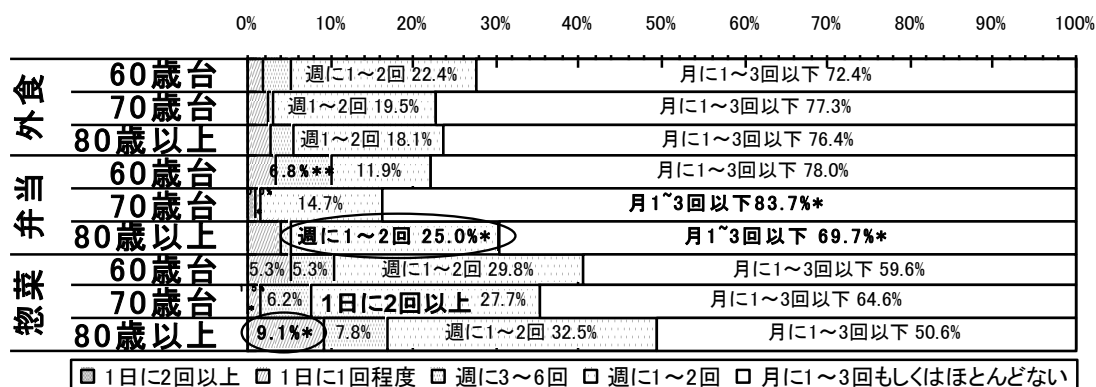 0% 10% 20% 30% 40% 50% 60% 70% 80% 90% 100%
外食
60歳台 週に1～2回 22.4% 月に1～3回以下 72.4%
70歳台 週1～2回 19.5% 月に1～3回以下 77.3%
80歳以上 週1～2回 18.1% 月に1～3回以下 76.4%
弁当
60歳台 6.8%** 11.9% 月に1～3回以下 78.0%
70歳台 14.7% 月1~3回以下83.7%*
80歳以上 週に1～2回 25.0%* 月1~3回以下 69.7%*
惣菜
60歳台 5.3% 5.3% 週に1～2回 29.8% 月に1～3回以下 59.6%
70歳台 6.2% 1日に2回以上 27.7% 月に1～3回以下 64.6%
80歳以上 9.1%* 7.8% 週に1～2回 32.5% 月に1～3回以下 50.6%
1日に2回以上 1日に1回程度 週に3～6回 週に1～2回 月に1～3回もしくはほとんどない